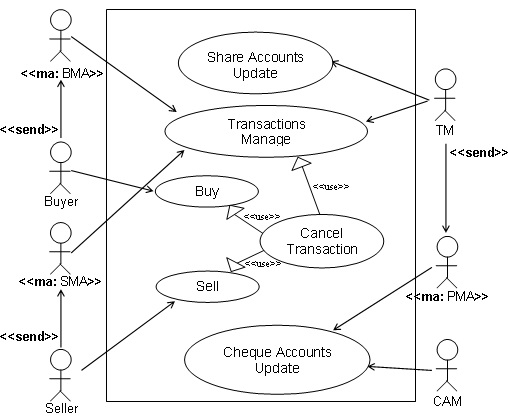 Share Accounts
Update
<<ma: BMA>>
TM
Transactions
Manage
<<send>>
<<send>>
<<use>>
Buy
Buyer
<<use>>
Cancel
Transaction
<<use>>
<<ma: SMA>>
Sell
<<ma: PMA>>
<<send>>
Cheque Accounts
Update
Seller
CAM